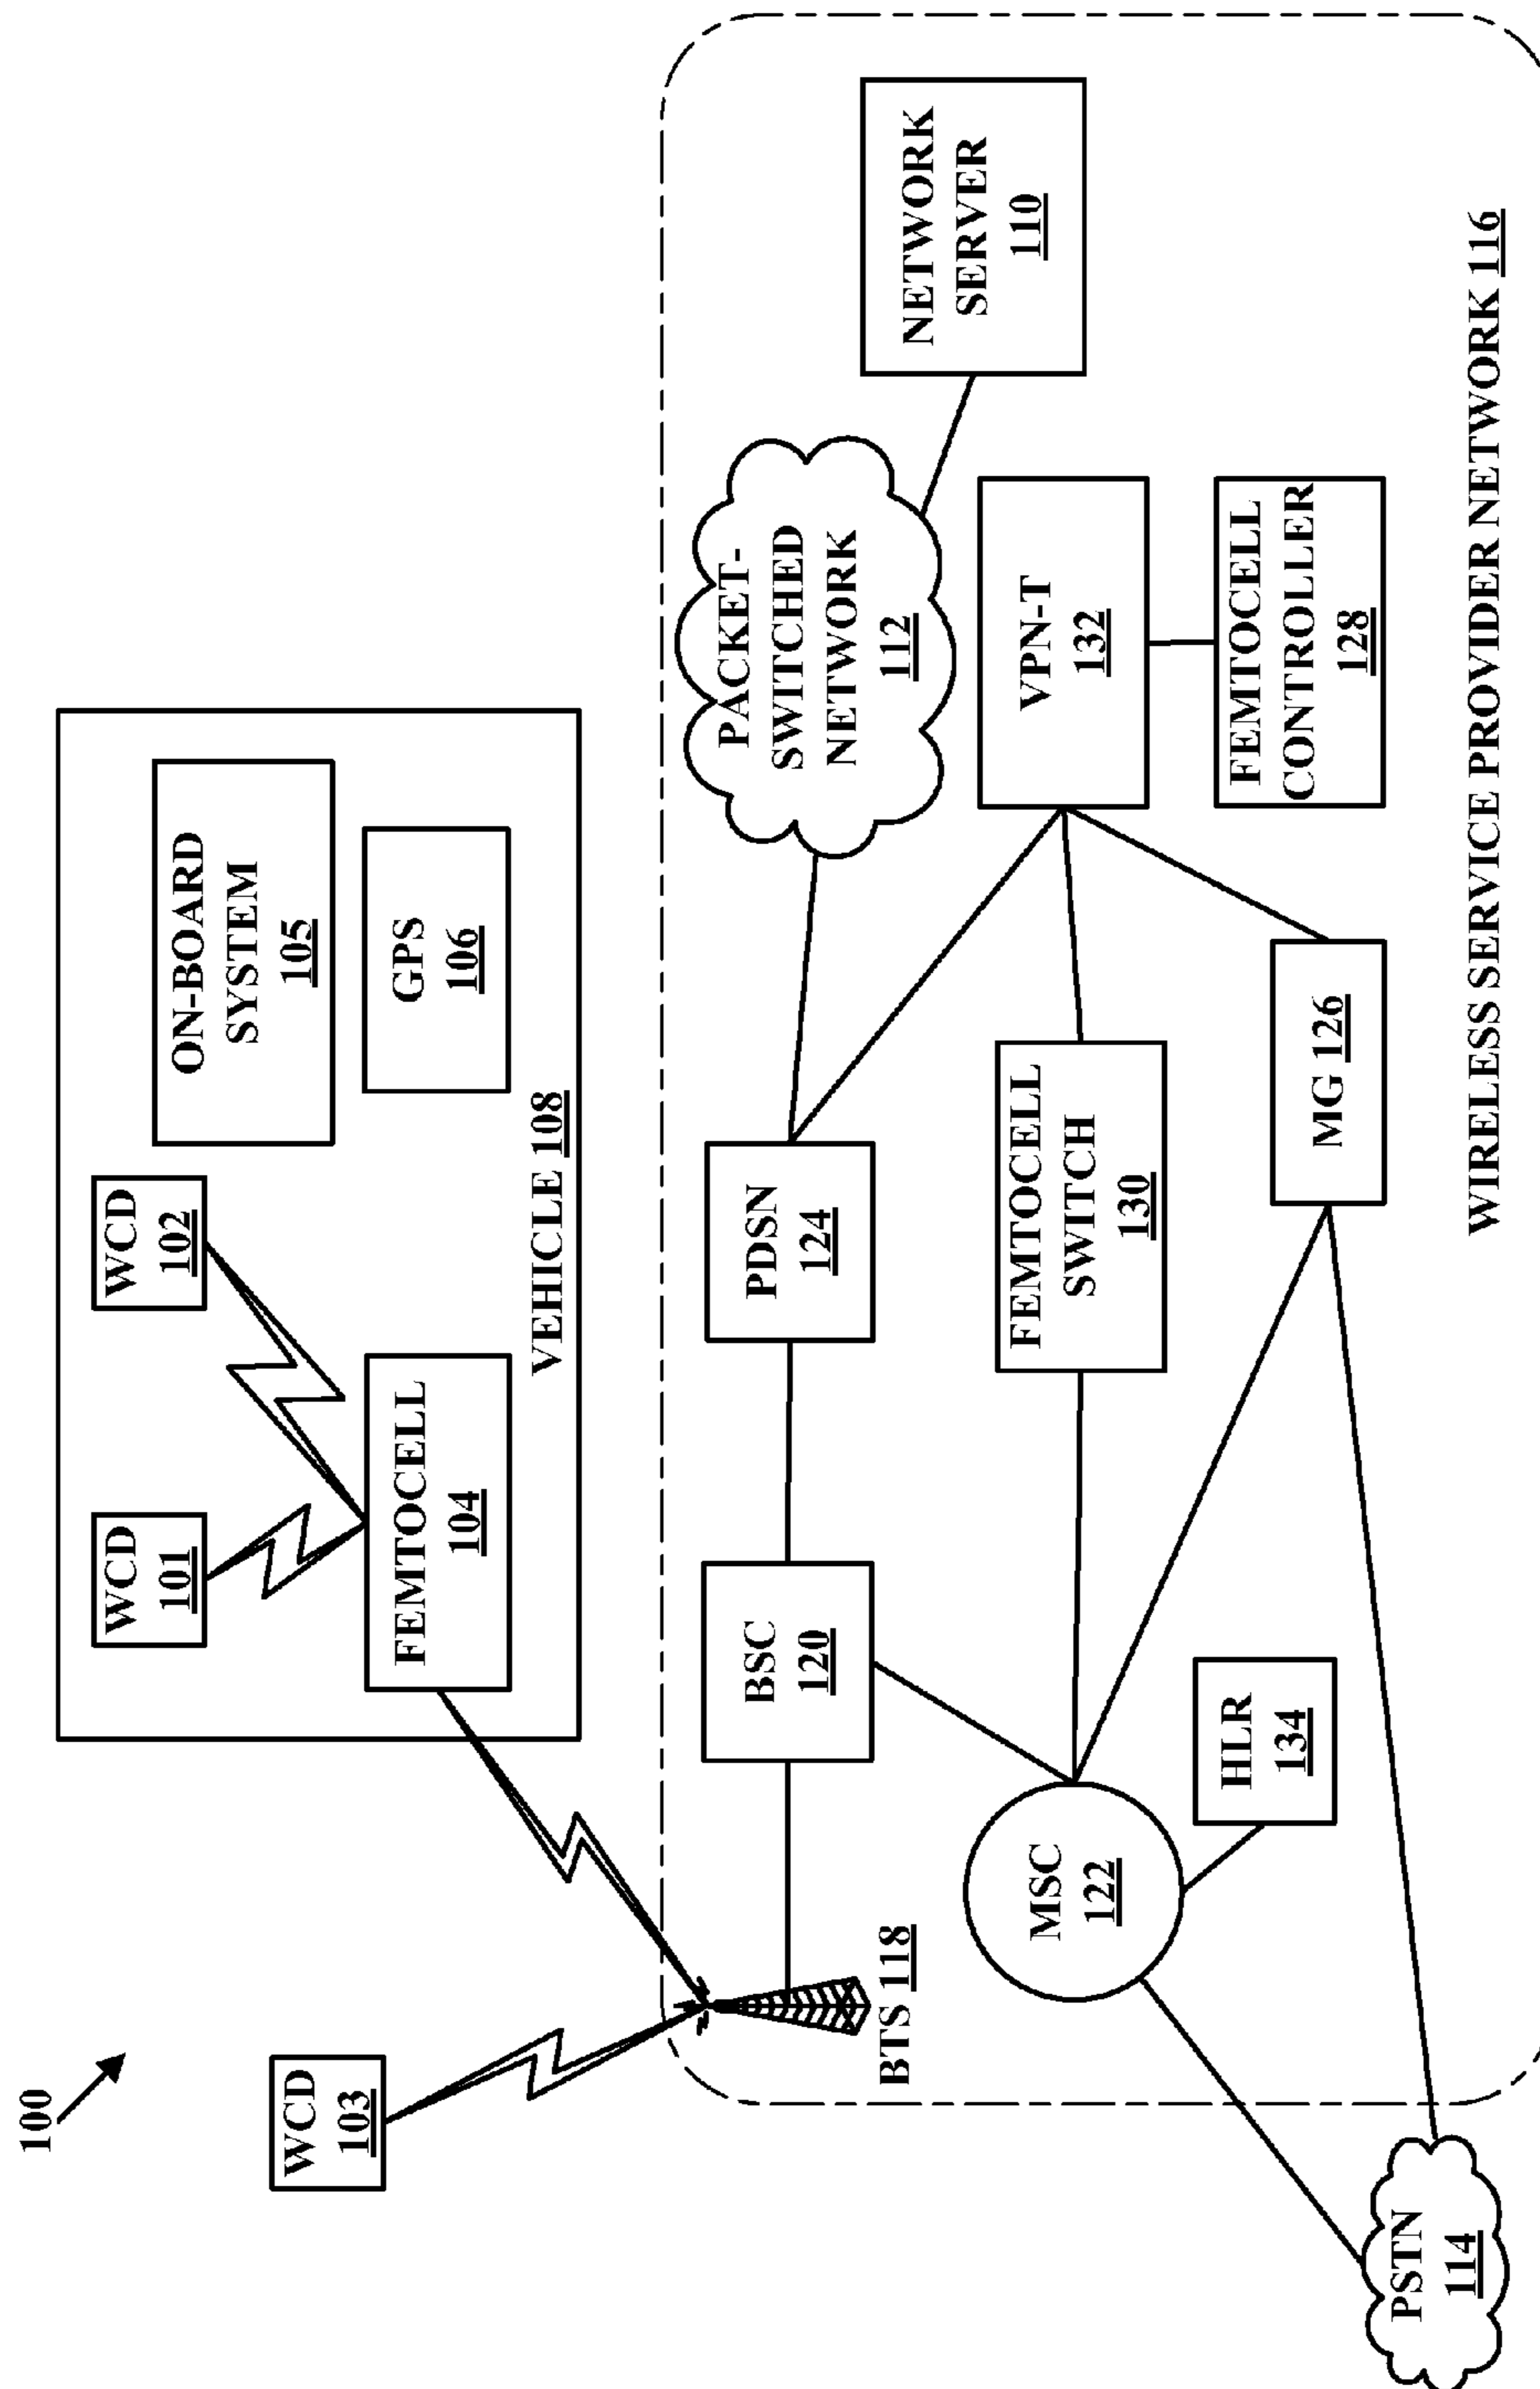 100
WCD
101
WCD
102
ON-BOARD
SYSTEM
105
FEMTOCELL
104
GPS
106
VEHICLE 108
WCD
103
BTS 118
BSC
120
PDSN
124
PACKET-
SWITCHED
NETWORK
112
NETWORK
SERVER
110
MSC
122
FEMTOCELL
SWITCH
130
VPN-T
132
HLR
134
MG 126
FEMTOCELL
CONTROLLER
128
PSTN
114
WIRELESS SERVICE PROVIDER NETWORK 116